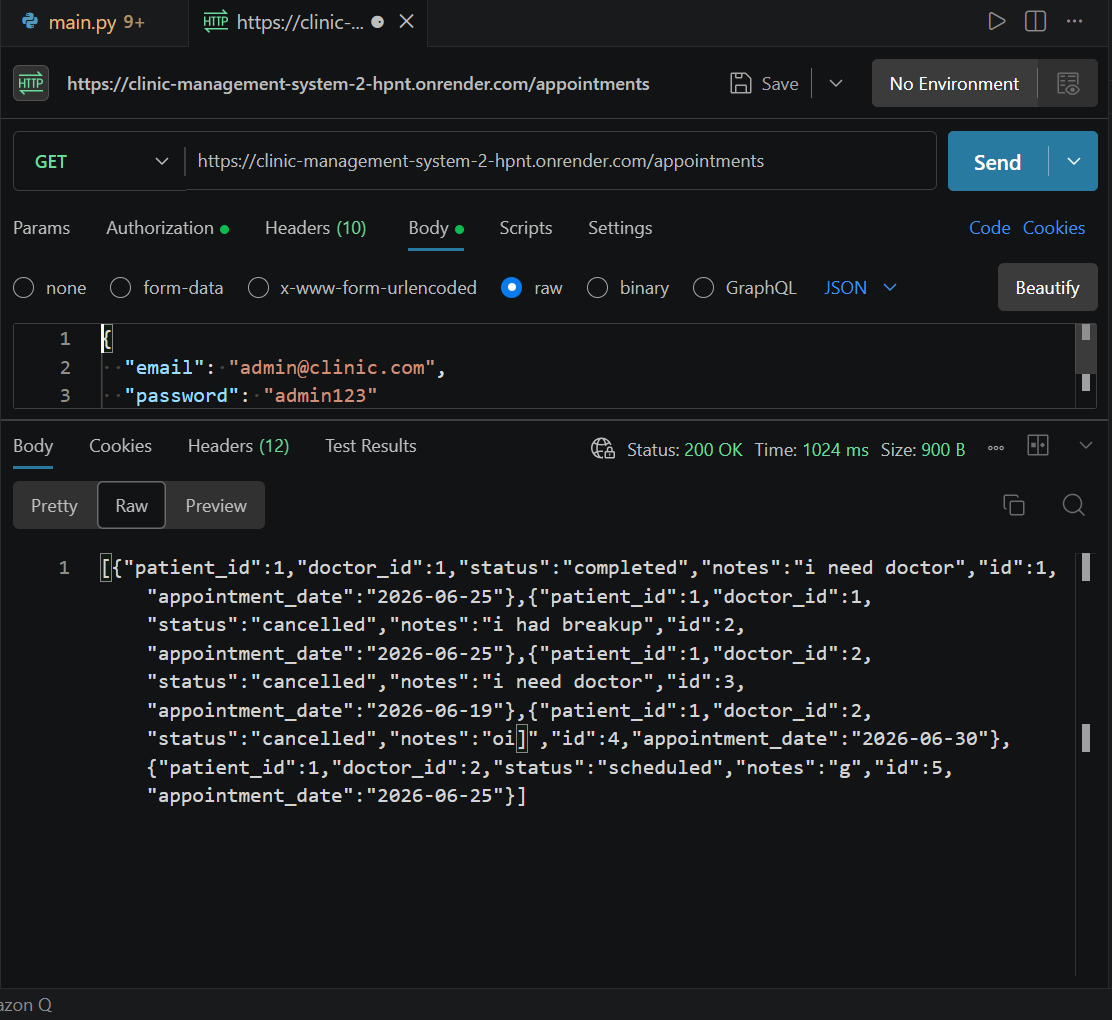 main.py 9+
HTTP https://clinic-...
HTTP https://clinic-management-system-2-hpnt.onrender.com/appointments Save No Environment
GET https://clinic-management-system-2-hpnt.onrender.com/appointments Send
Params Authorization Headers (10) Body Scripts Settings Code Cookies
none form-data x-www-form-urlencoded raw binary GraphQL JSON Beautify
1 {
2 "email": "admin@clinic.com",
3 "password": "admin123"
Body Cookies Headers (12) Test Results Status: 200 OK Time: 1024 ms Size: 900 B
Pretty Raw Preview
1 [{"patient_id":1,"doctor_id":1,"status":"completed","notes":"i need doctor","id":1,
"appointment_date":"2026-06-25"},{"patient_id":1,"doctor_id":1,
"status":"cancelled","notes":"i had breakup","id":2,
"appointment_date":"2026-06-25"},{"patient_id":1,"doctor_id":2,
"status":"cancelled","notes":"i need doctor","id":3,
"appointment_date":"2026-06-19"},{"patient_id":1,"doctor_id":2,
"status":"cancelled","notes":"oi]","id":4,"appointment_date":"2026-06-30"},
{"patient_id":1,"doctor_id":2,"status":"scheduled","notes":"g","id":5,
"appointment_date":"2026-06-25"}]
azon Q